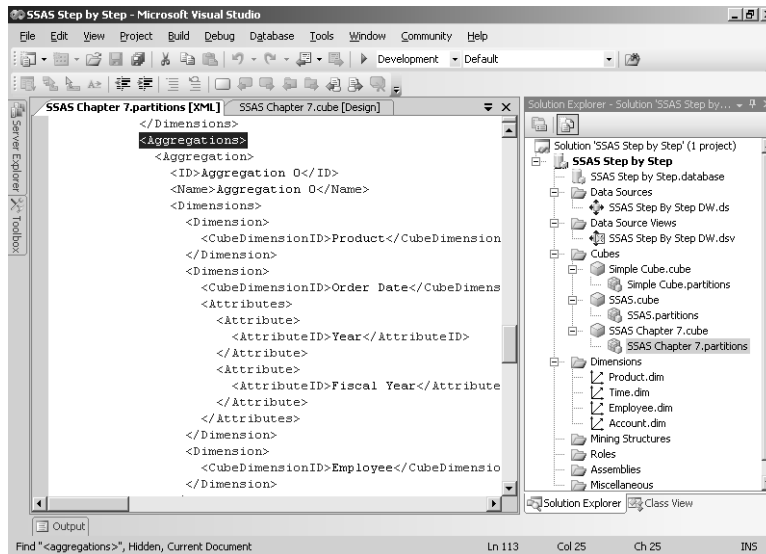 SSAS Step by Step - Microsoft Visual Studio
File Edit View Project Build Debug Database Tools Window Community Help
Development Default
SSAS Chapter 7.partitions [XML] SSAS Chapter 7.cube [Design]
Server Explorer
Toolbox
</Dimensions>
<Aggregations>
<Aggregation>
<ID>Aggregation 0</ID>
<Name>Aggregation 0</Name>
<Dimensions>
<Dimension>
<CubeDimensionID>Product</CubeDimension
</Dimension>
<Dimension>
<CubeDimensionID>Order Date</CubeDimens
<Attributes>
<Attribute>
<AttributeID>Year</AttributeID>
</Attribute>
<Attribute>
<AttributeID>Fiscal Year</Attribute
</Attribute>
</Attributes>
</Dimension>
<Dimension>
<CubeDimensionID>Employee</CubeDimensio
</Dimension>
Solution Explorer - Solution 'SSAS Step by...
Solution 'SSAS Step by Step' (1 project)
SSAS Step by Step
SSAS Step by Step.database
Data Sources
SSAS Step By Step DW.ds
Data Source Views
SSAS Step By Step DW.dsv
Cubes
Simple Cube.cube
Simple Cube.partitions
SSAS.cube
SSAS.partitions
SSAS Chapter 7.cube
SSAS Chapter 7.partitions
Dimensions
Product.dim
Time.dim
Employee.dim
Account.dim
Mining Structures
Roles
Assemblies
Miscellaneous
Solution Explorer Class View
Output
Find "<aggregations>", Hidden, Current Document Ln 113 Col 25 Ch 25 INS